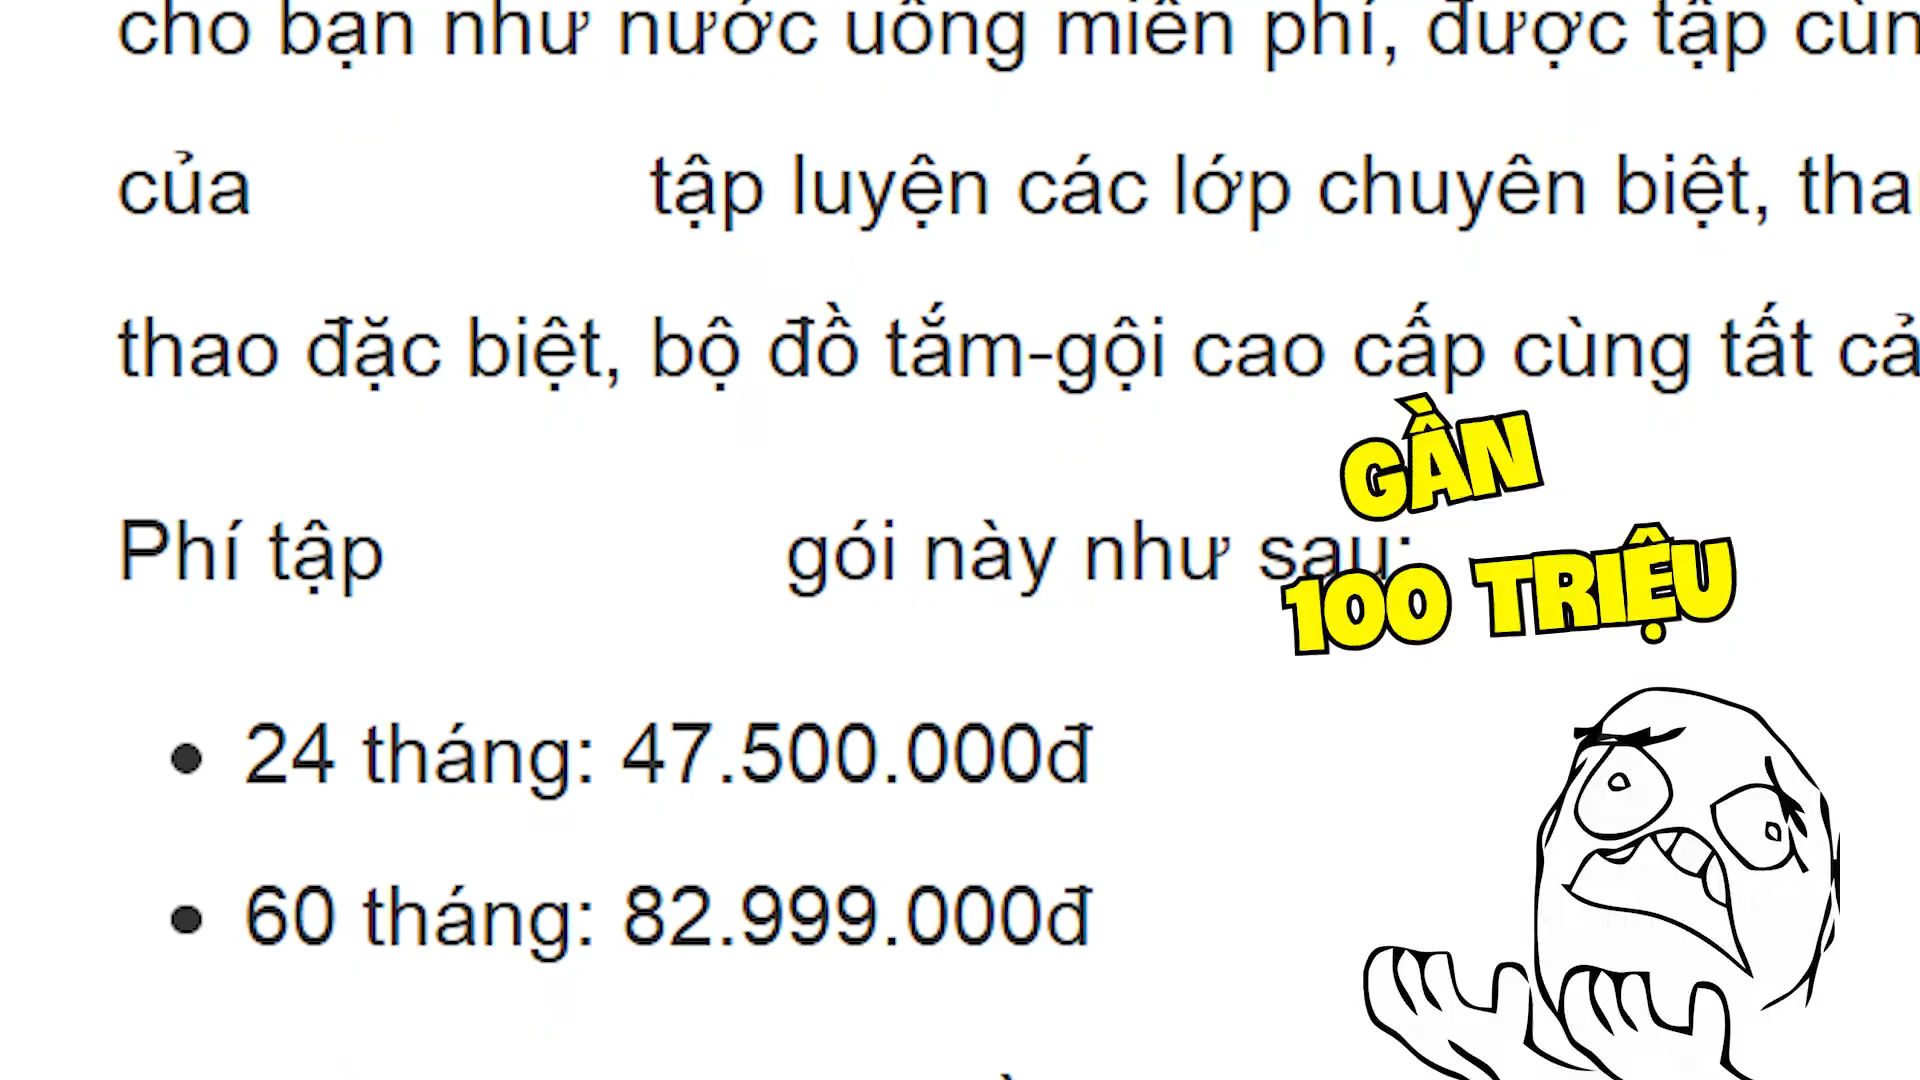 cho bạn như nước uống miễn phí, được tập cùn
của tập luyện các lớp chuyên biệt, tha
thao đặc biệt, bộ đồ tắm-gội cao cấp cùng tất cả
GẦN
Phí tập gói này như sau:
100 TRIỆU
24 tháng: 47.500.000đ
60 tháng: 82.999.000đ